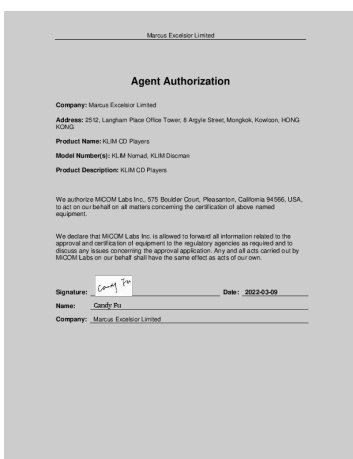 Marcus Excelsior Limited
Agent Authorization
Company: Marcus Excelsior Limited
Address: 2512, Langham Place Office Tower, 8 Argyle Street, Mongkok, Kowloon, HONG
KONG
Product Name: KLIM CD Players
Model Number(s): KLIM Nomad, KLIM Discman
Product Description: KLIM CD Players
We authorize MiCOM Labs Inc., 575 Boulder Court, Pleasanton, California 94566, USA,
to act on our behalf on all matters concerning the certification of above named
equipment.
We declare that MiCOM Labs Inc. is allowed to forward all information related to the
approval and certification of equipment to the regulatory agencies as required and to
discuss any issues concerning the approval application. Any and all acts carried out by
MiCOM Labs on our behalf shall have the same effect as acts of our own.
Signature: Candy Fu Date: 2022-03-09
Name: Candy Fu
Company: Marcus Excelsior Limited